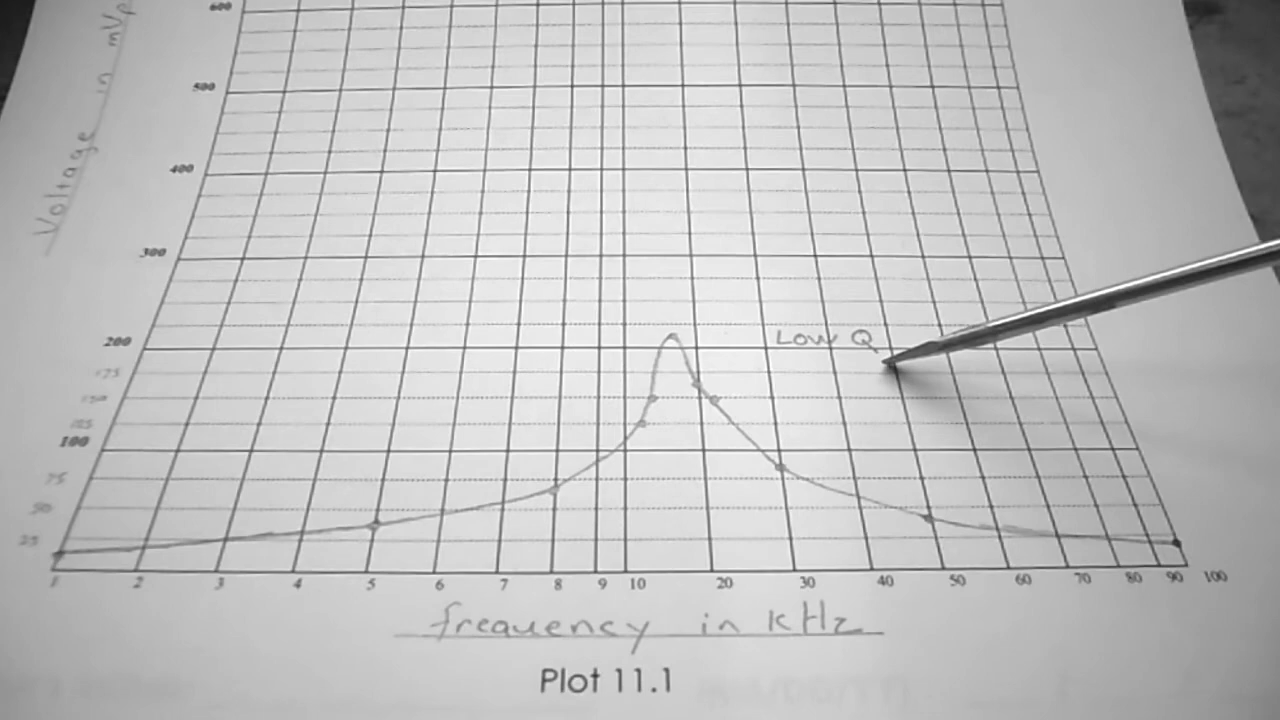 Voltage in mVp
600
500
400
300
200
175
150
125
100
75
50
25
Low Q
1 2 3 4 5 6 7 8 9 10 20 30 40 50 60 70 80 90 100
frequency in kHz
Plot 11.1